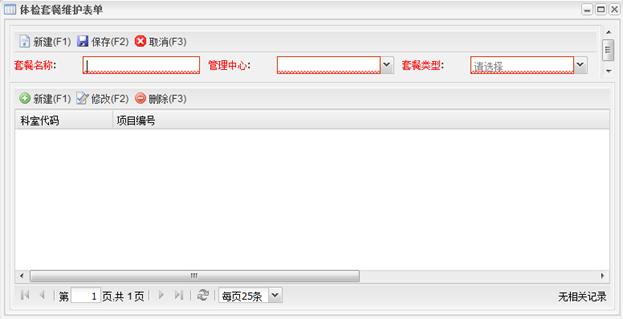 体检套餐维护表单
新建(F1) 保存(F2) 取消(F3)
套餐名称: 管理中心: 套餐类型: 请选择
新建(F1) 修改(F2) 删除(F3)
科室代码 项目编号
第 1 页,共 1页 每页25条 无相关记录